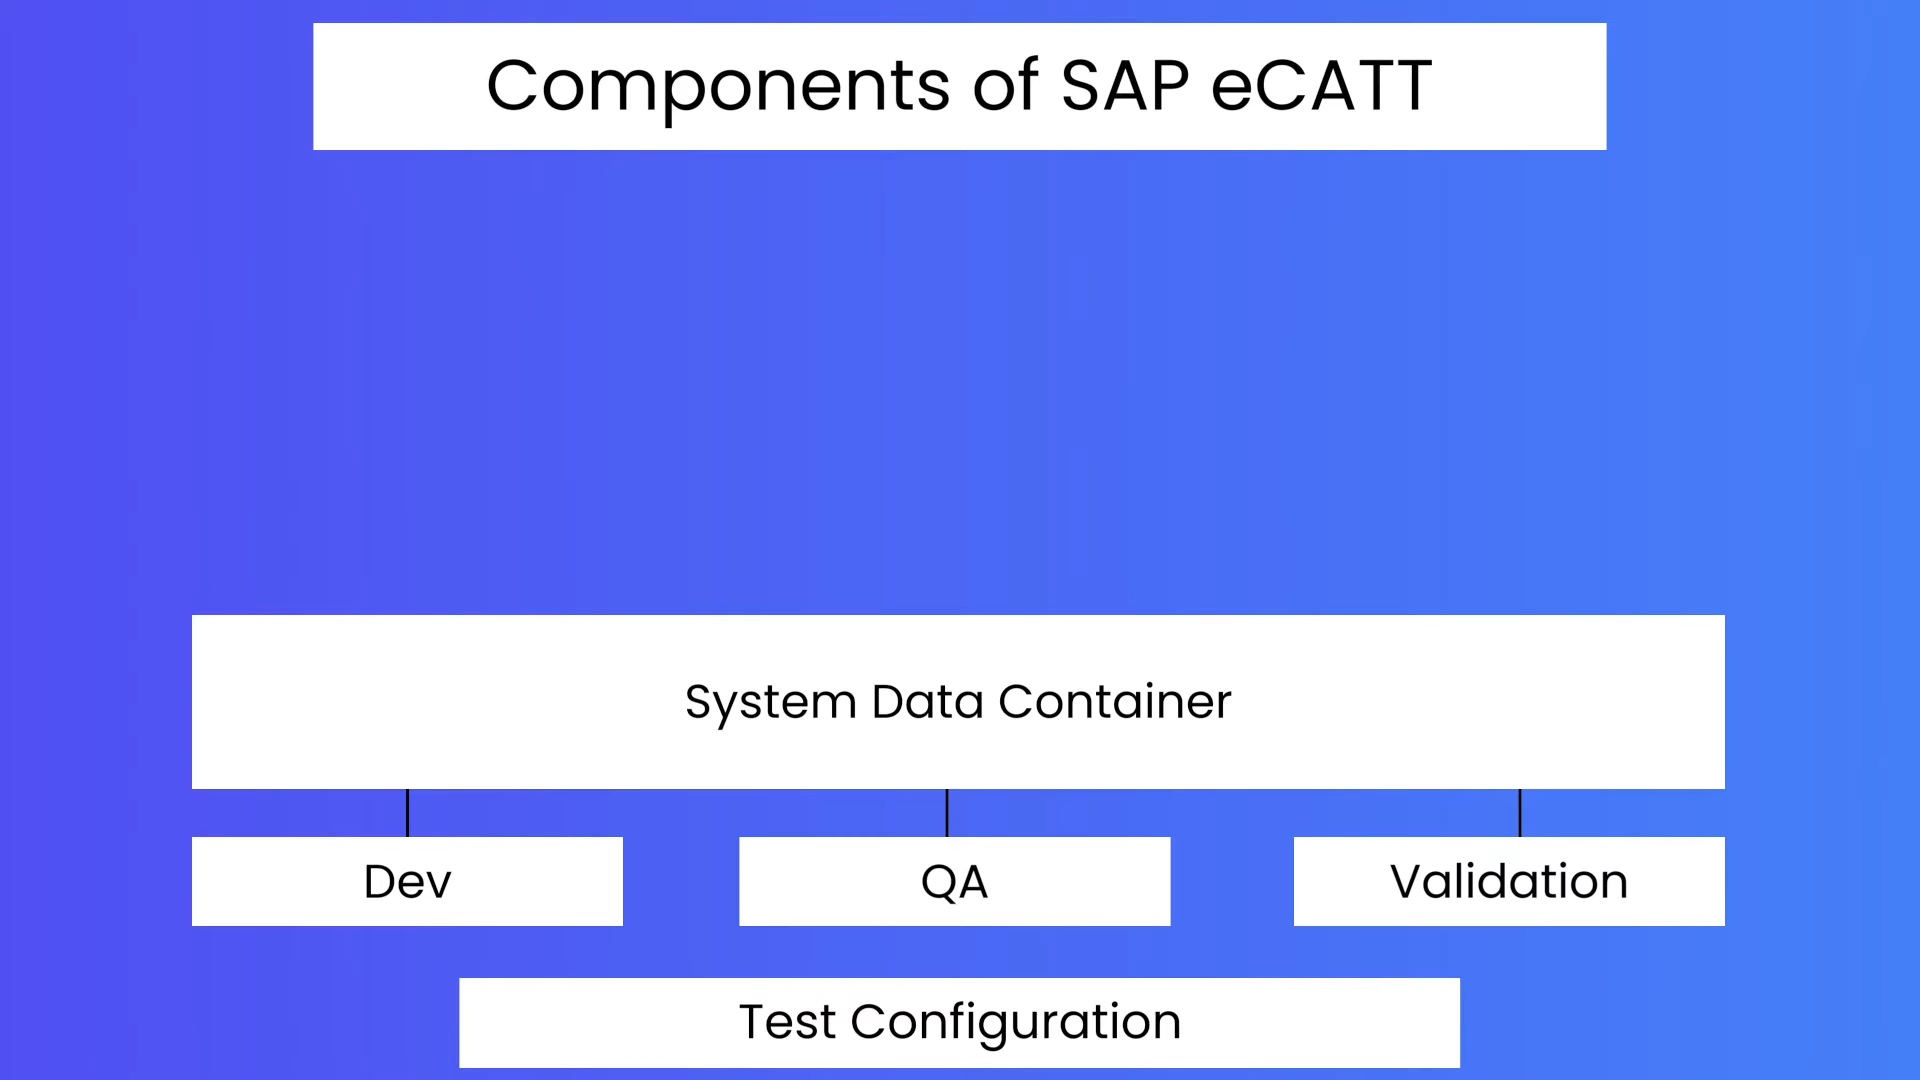 Components of SAP eCATT
System Data Container
Dev
QA
Validation
Test Configuration